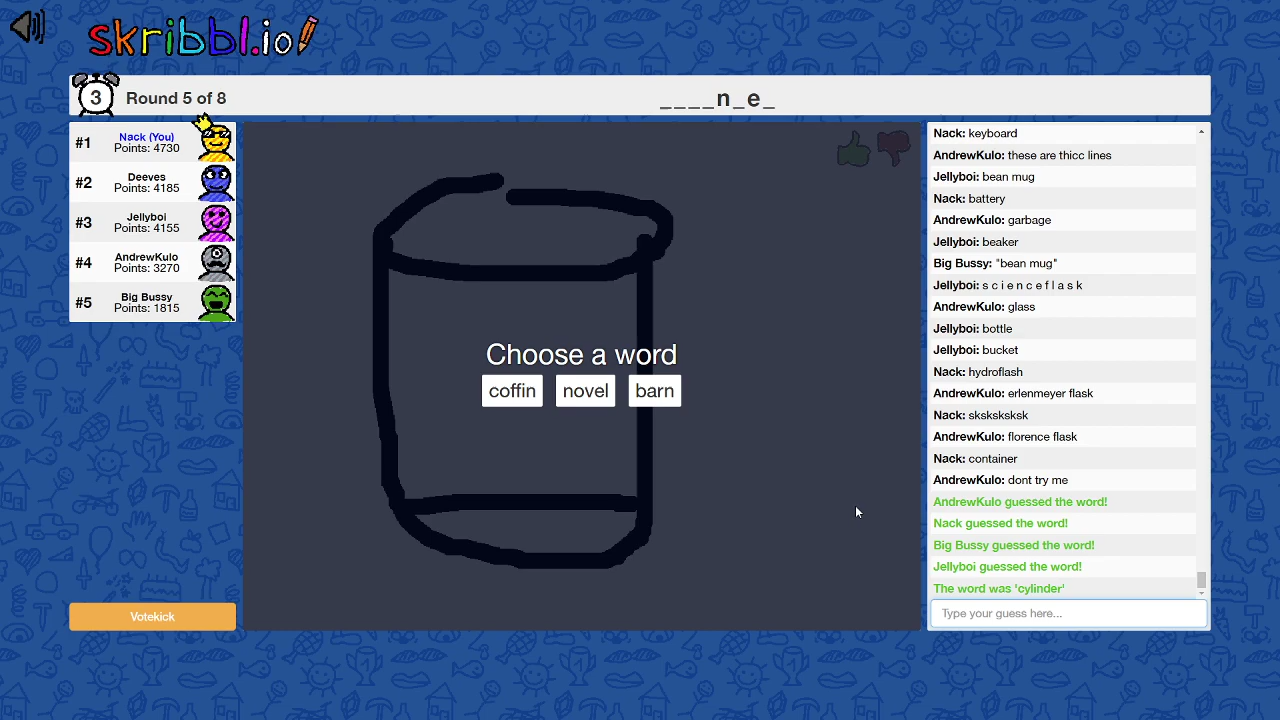 skribbl.io
3
Round 5 of 8
____n_e_
#1
Nack (You)
Points: 4730
#2
Deeves
Points: 4185
#3
Jellyboi
Points: 4155
#4
AndrewKulo
Points: 3270
#5
Big Bussy
Points: 1815
Votekick
Choose a word
coffin novel barn
Nack: keyboard
AndrewKulo: these are thicc lines
Jellyboi: bean mug
Nack: battery
AndrewKulo: garbage
Jellyboi: beaker
Big Bussy: "bean mug"
Jellyboi: s c i e n c e f l a s k
AndrewKulo: glass
Jellyboi: bottle
Jellyboi: bucket
Nack: hydroflash
AndrewKulo: erlenmeyer flask
Nack: sksksksksk
AndrewKulo: florence flask
Nack: container
AndrewKulo: dont try me
AndrewKulo guessed the word!
Nack guessed the word!
Big Bussy guessed the word!
Jellyboi guessed the word!
The word was 'cylinder'
Type your guess here...